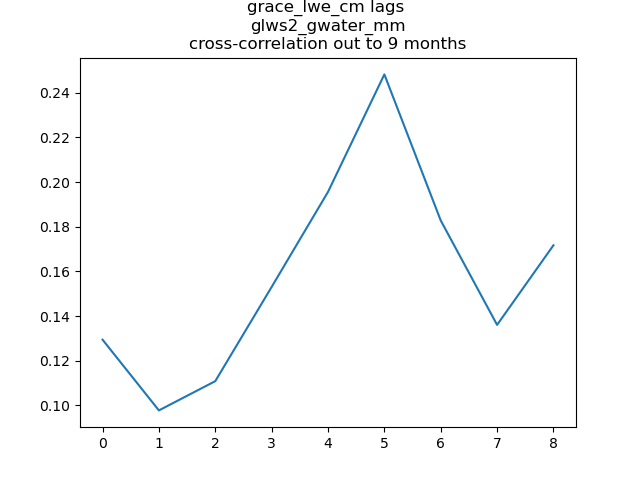 grace_lwe_cm lags
glws2_gwater_mm
cross-correlation out to 9 months
0.24
0.22
0.20
0.18
0.16
0.14
0.12
0.10
0 1 2 3 4 5 6 7 8